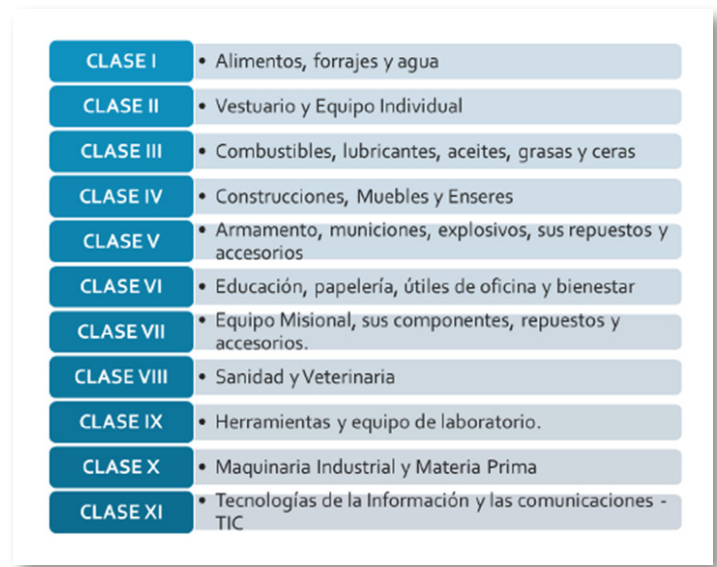 CLASE I
• Alimentos, forrajes y agua
CLASE II
• Vestuario y Equipo Individual
CLASE III
• Combustibles, lubricantes, aceites, grasas y ceras
CLASE IV
• Construcciones, Muebles y Enseres
CLASE V
• Armamento, municiones, explosivos, sus repuestos y
accesorios
CLASE VI
• Educación, papelería, útiles de oficina y bienestar
CLASE VII
• Equipo Misional, sus componentes, repuestos y
accesorios.
CLASE VIII
• Sanidad y Veterinaria
CLASE IX
• Herramientas y equipo de laboratorio.
CLASE X
• Maquinaria Industrial y Materia Prima
CLASE XI
• Tecnologías de la Información y las comunicaciones -
TIC